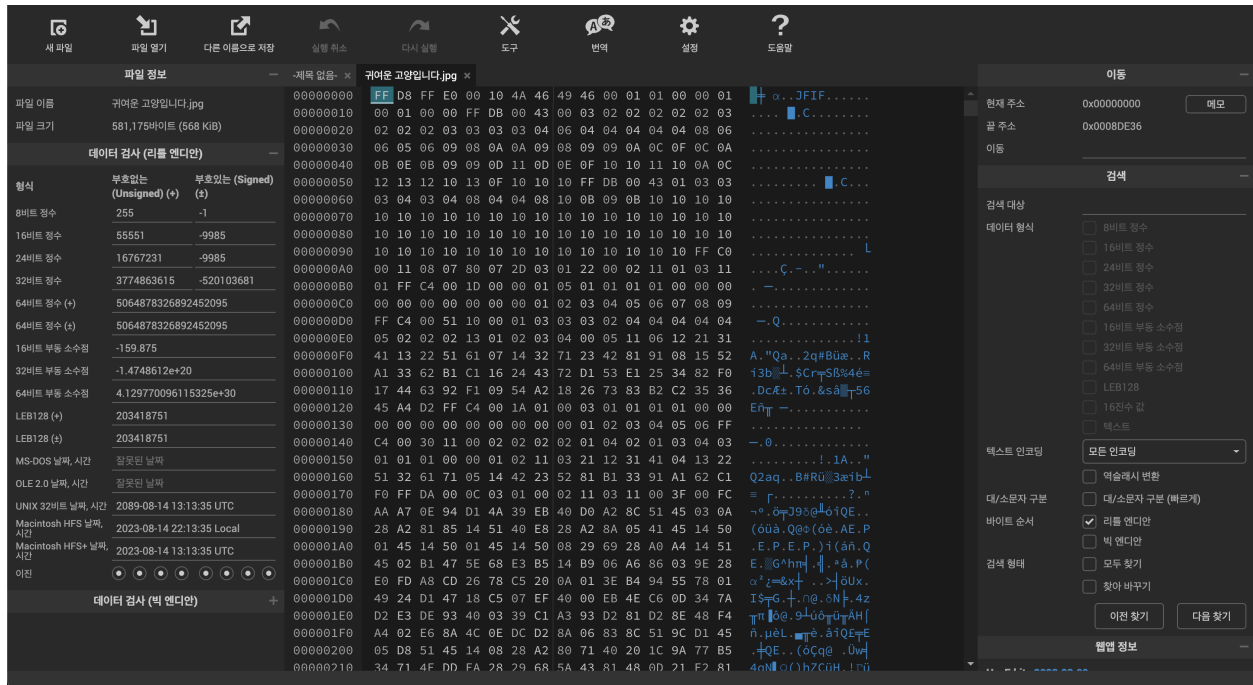 새 파일 파일 열기 다른 이름으로 저장 실행 취소 다시 실행 도구 번역 설정 도움말
파일 정보
파일 이름 귀여운 고양입니다.jpg
파일 크기 581,175바이트 (568 KiB)
데이터 검사 (리틀 엔디안)
형식 부호없는 (Unsigned) (+) 부호있는 (Signed) (±)
8비트 정수 255 -1
16비트 정수 55551 -9985
24비트 정수 16767231 -9985
32비트 정수 3774863615 -520103681
64비트 정수 (+) 5064878326892452095
64비트 정수 (±) 5064878326892452095
16비트 부동 소수점 -159.875
32비트 부동 소수점 -1.4748612e+20
64비트 부동 소수점 4.129770096115325e+30
LEB128 (+) 203418751
LEB128 (±) 203418751
MS-DOS 날짜, 시간 잘못된 날짜
OLE 2.0 날짜, 시간 잘못된 날짜
UNIX 32비트 날짜, 시간 2089-08-14 13:13:35 UTC
Macintosh HFS 날짜, 시간 2023-08-14 22:13:35 Local
Macintosh HFS+ 날짜, 시간 2023-08-14 13:13:35 UTC
이진
데이터 검사 (빅 엔디안)
-제목 없음- × 귀여운 고양입니다.jpg ×
00000000 FF D8 FF E0 00 10 4A 46 49 46 00 01 01 00 00 01
00000010 00 01 00 00 FF DB 00 43 00 03 02 02 02 02 02 03
00000020 02 02 02 03 03 03 03 04 06 04 04 04 04 04 08 06
00000030 06 05 06 09 08 0A 0A 09 08 09 09 0A 0C 0F 0C 0A
00000040 0B 0E 0B 09 09 0D 11 0D 0E 0F 10 10 11 10 0A 0C
00000050 12 13 12 10 13 0F 10 10 10 FF DB 00 43 01 03 03
00000060 03 04 03 04 08 04 04 08 10 0B 09 0B 10 10 10 10
00000070 10 10 10 10 10 10 10 10 10 10 10 10 10 10 10 10
00000080 10 10 10 10 10 10 10 10 10 10 10 10 10 10 10 10
00000090 10 10 10 10 10 10 10 10 10 10 10 10 10 10 FF C0
000000A0 00 11 08 07 80 07 2D 03 01 22 00 02 11 01 03 11
000000B0 01 FF C4 00 1D 00 00 01 05 01 01 01 01 00 00 00
000000C0 00 00 00 00 00 00 00 01 02 03 04 05 06 07 08 09
000000D0 FF C4 00 51 10 00 01 03 03 03 02 04 04 04 04 04
000000E0 05 02 02 02 13 01 02 03 04 00 05 11 06 12 21 31
000000F0 41 13 22 51 61 07 14 32 71 23 42 81 91 08 15 52
00000100 A1 33 62 B1 C1 16 24 43 72 D1 53 E1 25 34 82 F0
00000110 17 44 63 92 F1 09 54 A2 18 26 73 83 B2 C2 35 36
00000120 45 A4 D2 FF C4 00 1A 01 00 03 01 01 01 01 00 00
00000130 00 00 00 00 00 00 00 00 01 02 03 04 05 06 FF
00000140 C4 00 30 11 00 02 02 02 02 01 04 02 01 03 04 03
00000150 01 01 01 00 00 01 02 11 03 21 12 31 41 04 13 22
00000160 51 32 61 71 05 14 42 23 52 81 B1 33 91 A1 62 C1
00000170 F0 FF DA 00 0C 03 01 00 02 11 03 11 00 3F 00 FC
00000180 AA A7 0E 94 D1 4A 39 EB 40 D0 A2 8C 51 45 03 0A
00000190 28 A2 81 85 14 51 40 E8 28 A2 8A 05 41 45 14 50
000001A0 01 45 14 50 01 45 14 50 08 29 69 28 A0 A4 14 51
000001B0 45 02 B1 47 5E 68 E3 B5 14 B9 06 A6 86 03 9E 28
000001C0 E0 FD A8 CD 26 78 C5 20 0A 01 3E B4 94 55 78 01
000001D0 49 24 D1 47 18 C5 07 EF 40 00 EB 4E C6 0D 34 7A
000001E0 D2 E3 DE 93 40 03 39 C1 A3 93 D2 81 D2 8E 48 F4
000001F0 A4 02 E6 8A 4C 0E DC D2 8A 06 83 8C 51 9C D1 45
00000200 05 D8 51 45 14 08 28 A2 80 71 40 20 1C 9A 77 B5
00000210 34 71 4E DD FA 28 29 68 5A 43 81 48 0D 21 F2 81
이동
현재 주소 0x00000000 메모
끝 주소 0x0008DE36
이동
검색
검색 대상
데이터 형식 8비트 정수
16비트 정수
24비트 정수
32비트 정수
64비트 정수
16비트 부동 소수점
32비트 부동 소수점
64비트 부동 소수점
LEB128
16진수 값
텍스트
텍스트 인코딩 모든 인코딩
역슬래시 변환
대/소문자 구분 대/소문자 구분 (빠르게)
바이트 순서 리틀 엔디안
빅 엔디안
검색 형태 모두 찾기
찾아 바꾸기
이전 찾기 다음 찾기
웹앱 정보